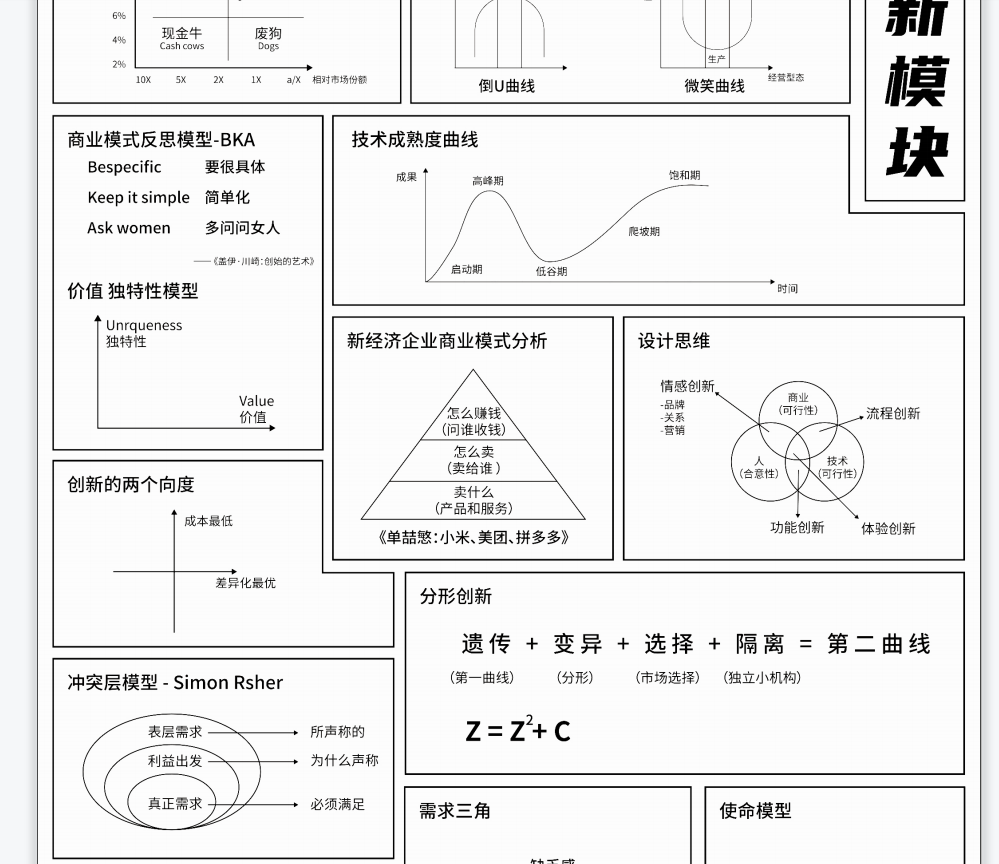 6%
4%
2%
现金牛
Cash cows
废狗
Dogs
10X 5X 2X 1X a/X 相对市场份额
倒U曲线
生产
经营型态
微笑曲线
新
模
块
商业模式反思模型-BKA
Bespecific 要很具体
Keep it simple 简单化
Ask women 多问问女人
——《盖伊·川崎：创始的艺术》
价值 独特性模型
Unrqueness
独特性
Value
价值
技术成熟度曲线
成果
高峰期
饱和期
爬坡期
启动期
低谷期
时间
新经济企业商业模式分析
怎么赚钱
(问谁收钱)
怎么卖
(卖给谁 )
卖什么
(产品和服务)
《单喆慜：小米、美团、拼多多》
设计思维
情感创新
-品牌
-关系
-营销
商业
(可行性)
流程创新
人
(合意性)
技术
(可行性)
功能创新
体验创新
创新的两个向度
成本最低
差异化最优
分形创新
遗传 + 变异 + 选择 + 隔离 = 第二曲线
(第一曲线) (分形) (市场选择) (独立小机构)
Z = Z²+ C
冲突层模型 - Simon Rsher
表层需求 所声称的
利益出发 为什么声称
真正需求 必须满足
需求三角
使命模型